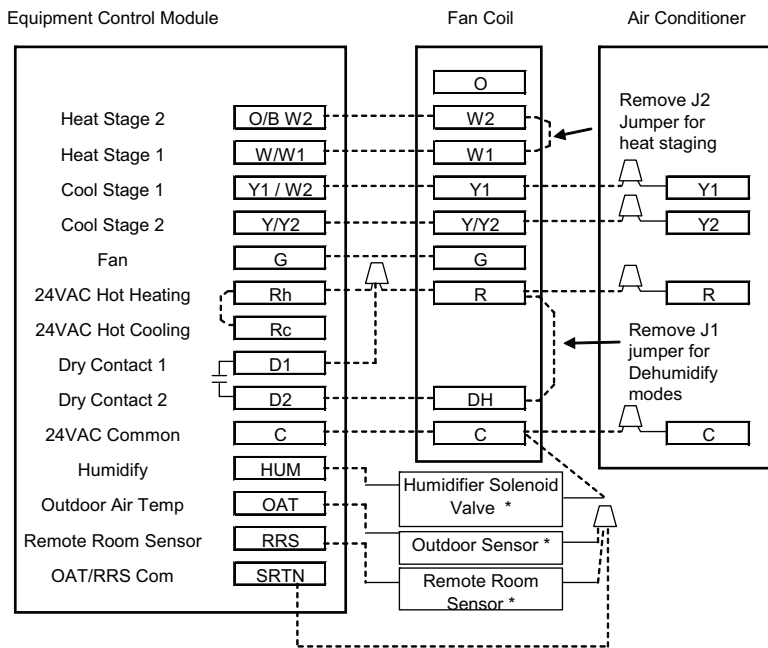 Equipment Control Module
Fan Coil
Air Conditioner
O
Heat Stage 2 O/B W2 W2
Remove J2
Jumper for
heat staging
Heat Stage 1 W/W1 W1
Cool Stage 1 Y1 / W2 Y1 Y1
Cool Stage 2 Y/Y2 Y/Y2 Y2
Fan G G
24VAC Hot Heating Rh R R
24VAC Hot Cooling Rc
Remove J1
jumper for
Dehumidify
modes
Dry Contact 1 D1
Dry Contact 2 D2 DH
24VAC Common C C C
Humidify HUM
Humidifier Solenoid
Valve *
Outdoor Air Temp OAT
Outdoor Sensor *
Remote Room Sensor RRS
Remote Room
Sensor *
OAT/RRS Com SRTN